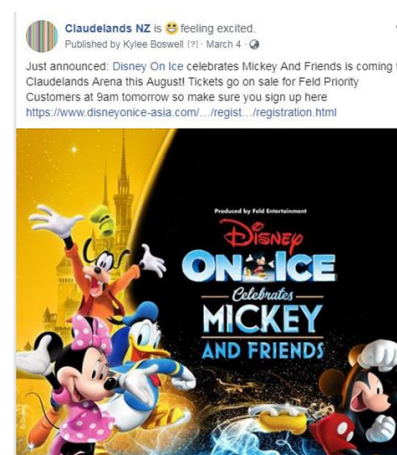 Claudelands NZ is 😃 feeling excited.
Published by Kylee Boswell [?] · March 4 ·
Just announced: Disney On Ice celebrates Mickey And Friends is coming
Claudelands Arena this August! Tickets go on sale for Feld Priority
Customers at 9am tomorrow so make sure you sign up here
https://www.disneyonice-asia.com/…/regist…/registration.html
Produced by Feld Entertainment
Disney
ON ICE
Celebrates
MICKEY
AND FRIENDS